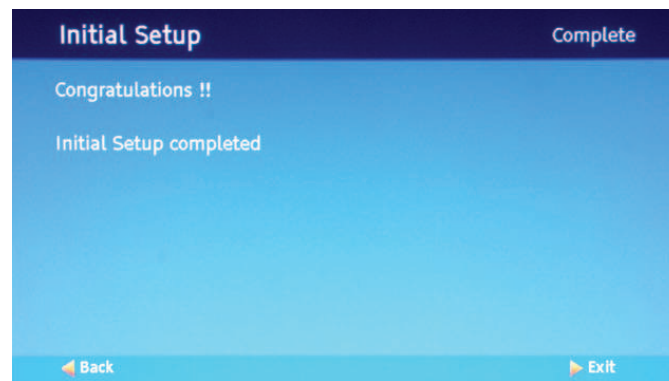 Initial Setup
Complete
Congratulations !!
Initial Setup completed
Back
Exit